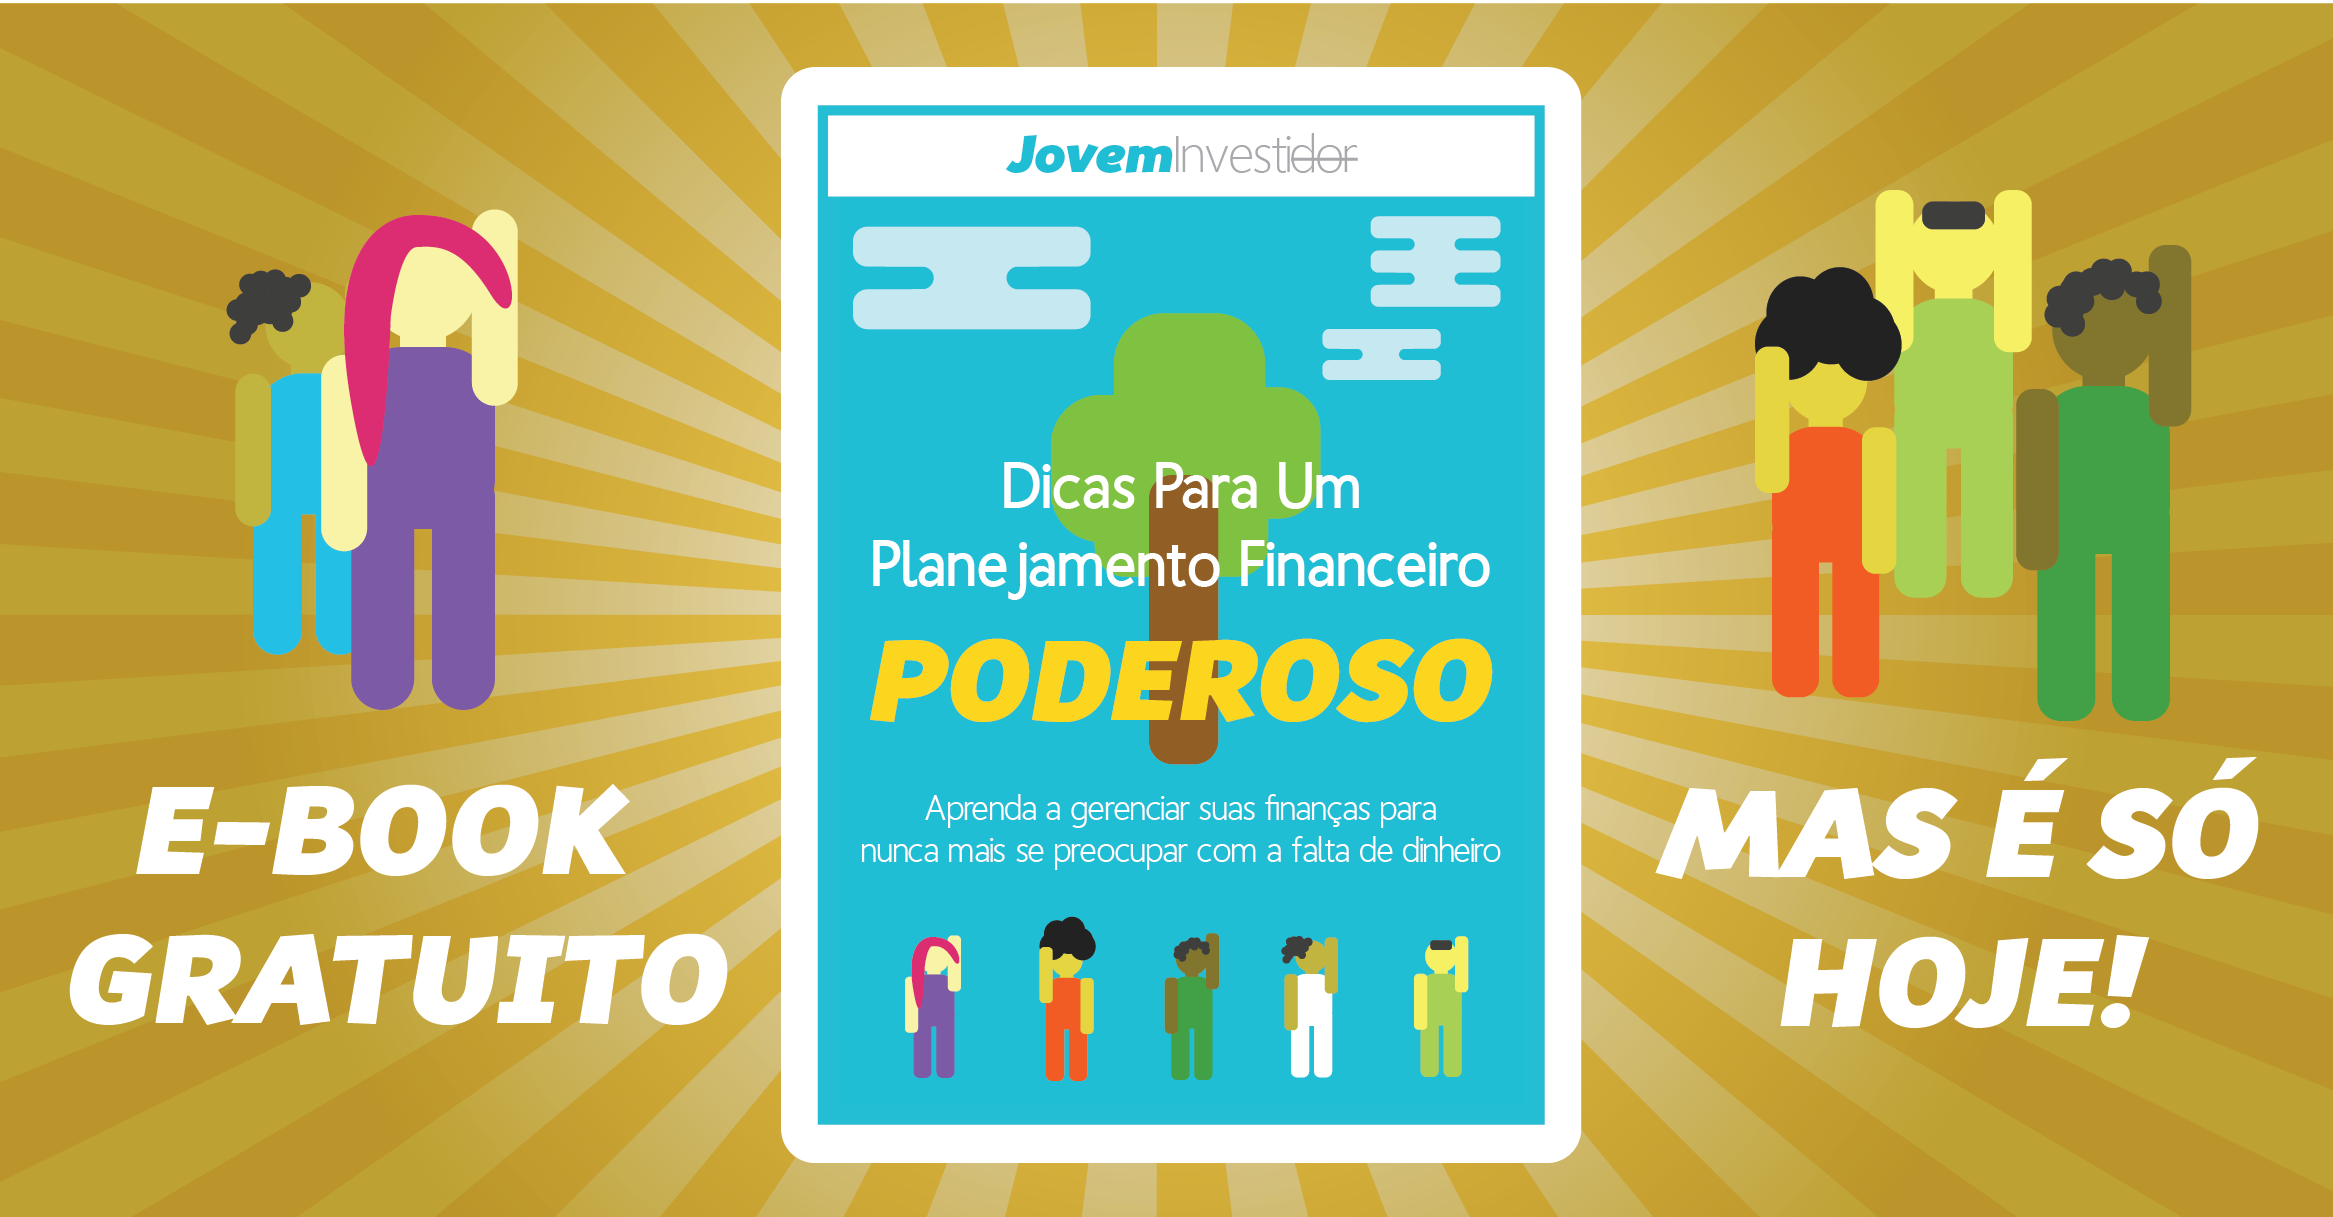 JovemInvestidor
Dicas Para Um
Planejamento Financeiro
PODEROSO
Aprenda a gerenciar suas finanças para
nunca mais se preocupar com a falta de dinheiro
E-BOOK
GRATUITO
MAS É SÓ
HOJE!